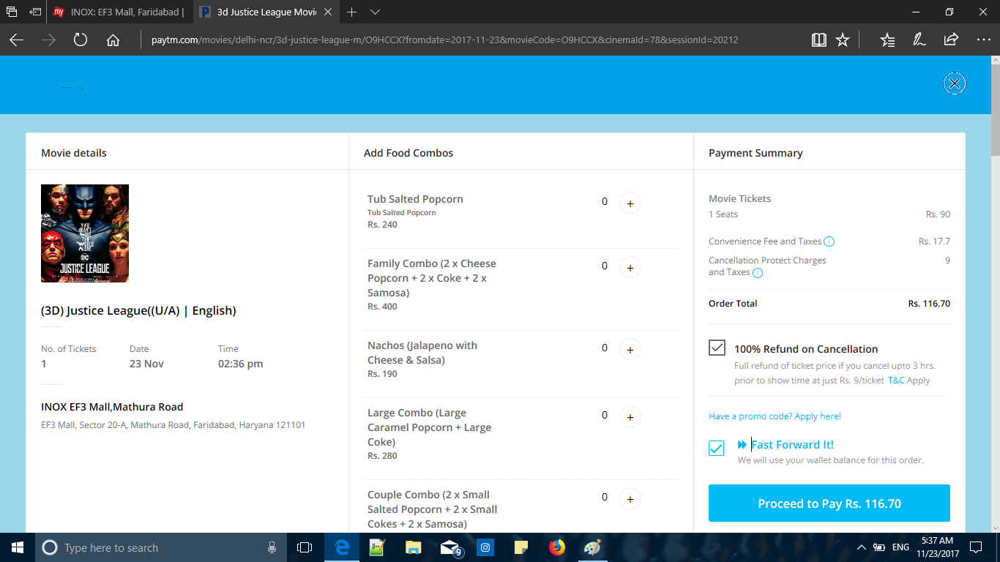 INOX: EF3 Mall, Faridabad |
3d Justice League Movi
paytm.com/movies/delhi-ncr/3d-justice-league-m/O9HCCX?fromdate=2017-11-23&movieCode=O9HCCX&cinemaId=78&sessionId=20212
Movie details
YOU
CAN'T
SAVE
THE
WORLD
ALONE
DC
JUSTICE LEAGUE
(3D) Justice League((U/A) | English)
No. of Tickets
1
Date
23 Nov
Time
02:36 pm
INOX EF3 Mall,Mathura Road
EF3 Mall, Sector 20-A, Mathura Road, Faridabad, Haryana 121101
Add Food Combos
Tub Salted Popcorn 0 +
Tub Salted Popcorn
Rs. 240
Family Combo (2 x Cheese 0 +
Popcorn + 2 x Coke + 2 x
Samosa)
Rs. 400
Nachos (Jalapeno with 0 +
Cheese & Salsa)
Rs. 190
Large Combo (Large 0 +
Caramel Popcorn + Large
Coke)
Rs. 280
Couple Combo (2 x Small 0 +
Salted Popcorn + 2 x Small
Cokes + 2 x Samosa)
Payment Summary
Movie Tickets
1 Seats Rs. 90
Convenience Fee and Taxes Rs. 17.7
Cancellation Protect Charges 9
and Taxes
Order Total Rs. 116.70
100% Refund on Cancellation
Full refund of ticket price if you cancel upto 3 hrs.
prior to show time at just Rs. 9/ticket T&C Apply
Have a promo code? Apply here!
Fast Forward It!
We will use your wallet balance for this order.
Proceed to Pay Rs. 116.70
Type here to search
9
ENG
5:37 AM
11/23/2017